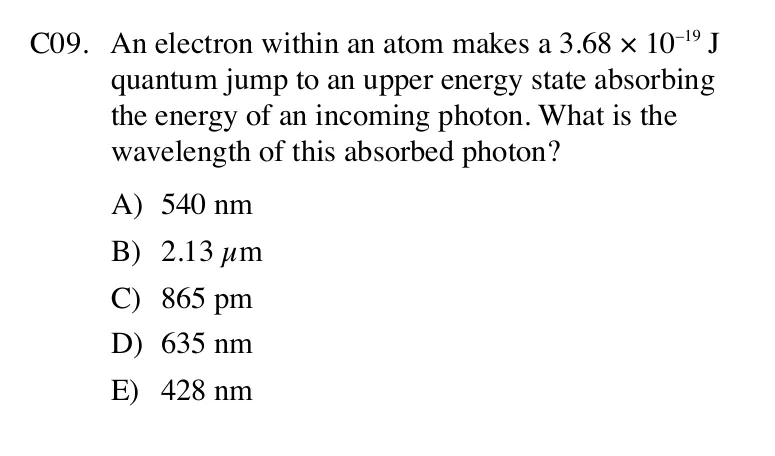 C09. An electron within an atom makes a 3.68 × 10⁻¹⁹ J
quantum jump to an upper energy state absorbing
the energy of an incoming photon. What is the
wavelength of this absorbed photon?
A) 540 nm
B) 2.13 μm
C) 865 pm
D) 635 nm
E) 428 nm